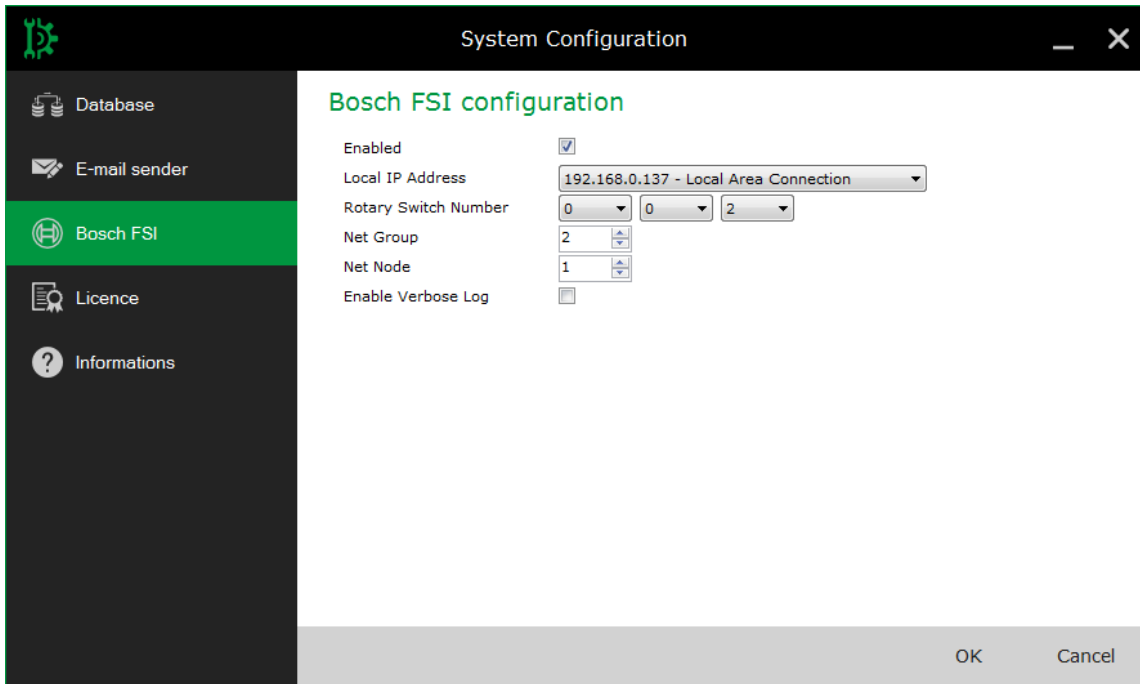 System Configuration
Database
E-mail sender
Bosch FSI
Licence
Informations
Bosch FSI configuration
Enabled
Local IP Address 192.168.0.137 - Local Area Connection
Rotary Switch Number 0 0 2
Net Group 2
Net Node 1
Enable Verbose Log
OK Cancel